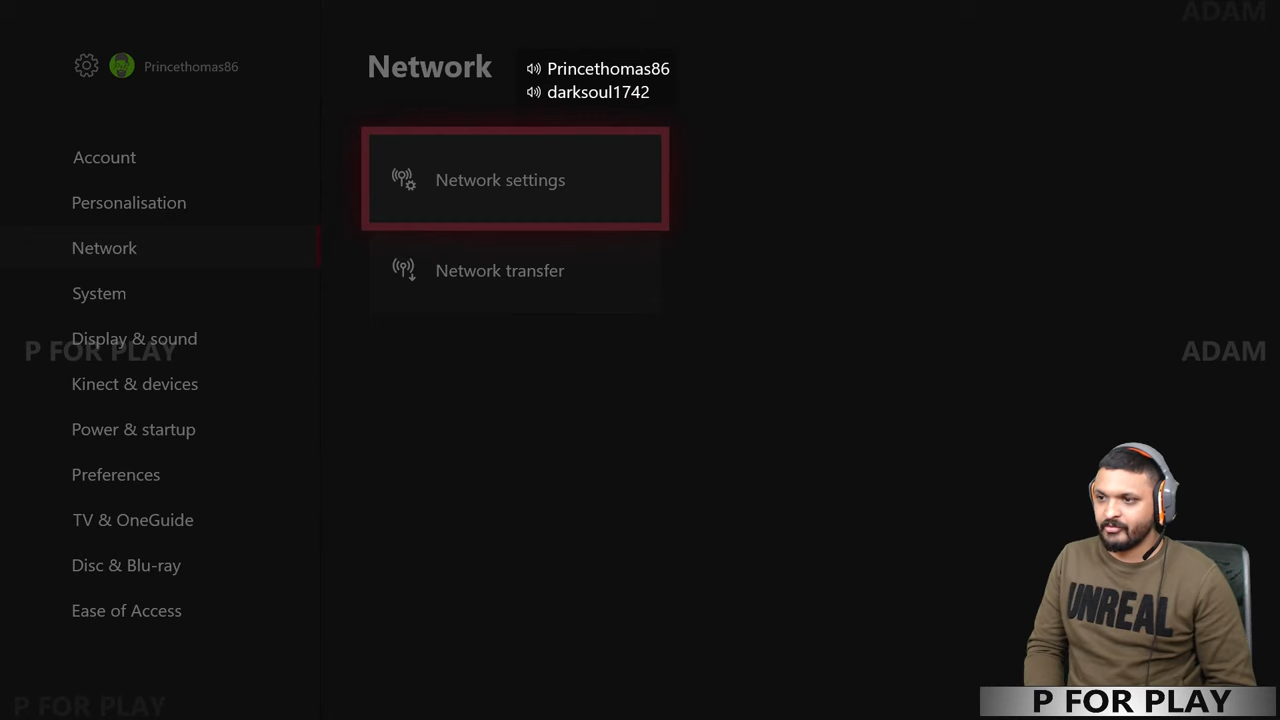 ADAM
Princethomas86
Network
Princethomas86
darksoul1742
Account
Personalisation
Network
System
Display & sound
Kinect & devices
Power & startup
Preferences
TV & OneGuide
Disc & Blu-ray
Ease of Access
Network settings
Network transfer
P FOR PLAY
ADAM
UNREAL
P FOR PLAY
P FOR PLAY